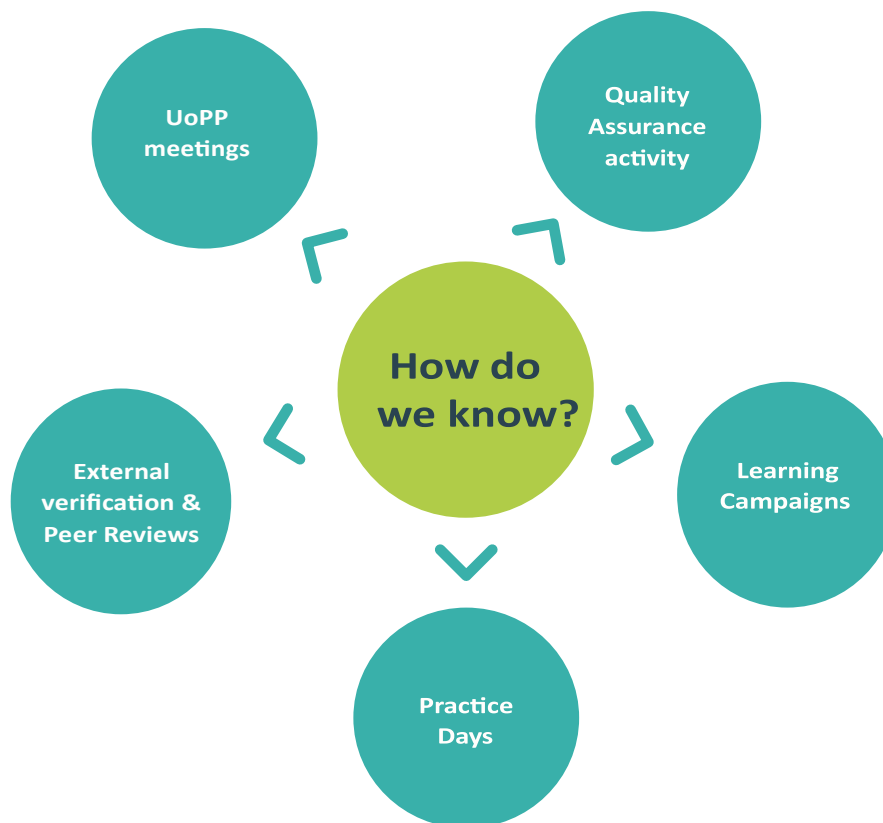 UoPP
meetings
Quality
Assurance
activity
How do
we know?
External
verification &
Peer Reviews
Learning
Campaigns
Practice
Days